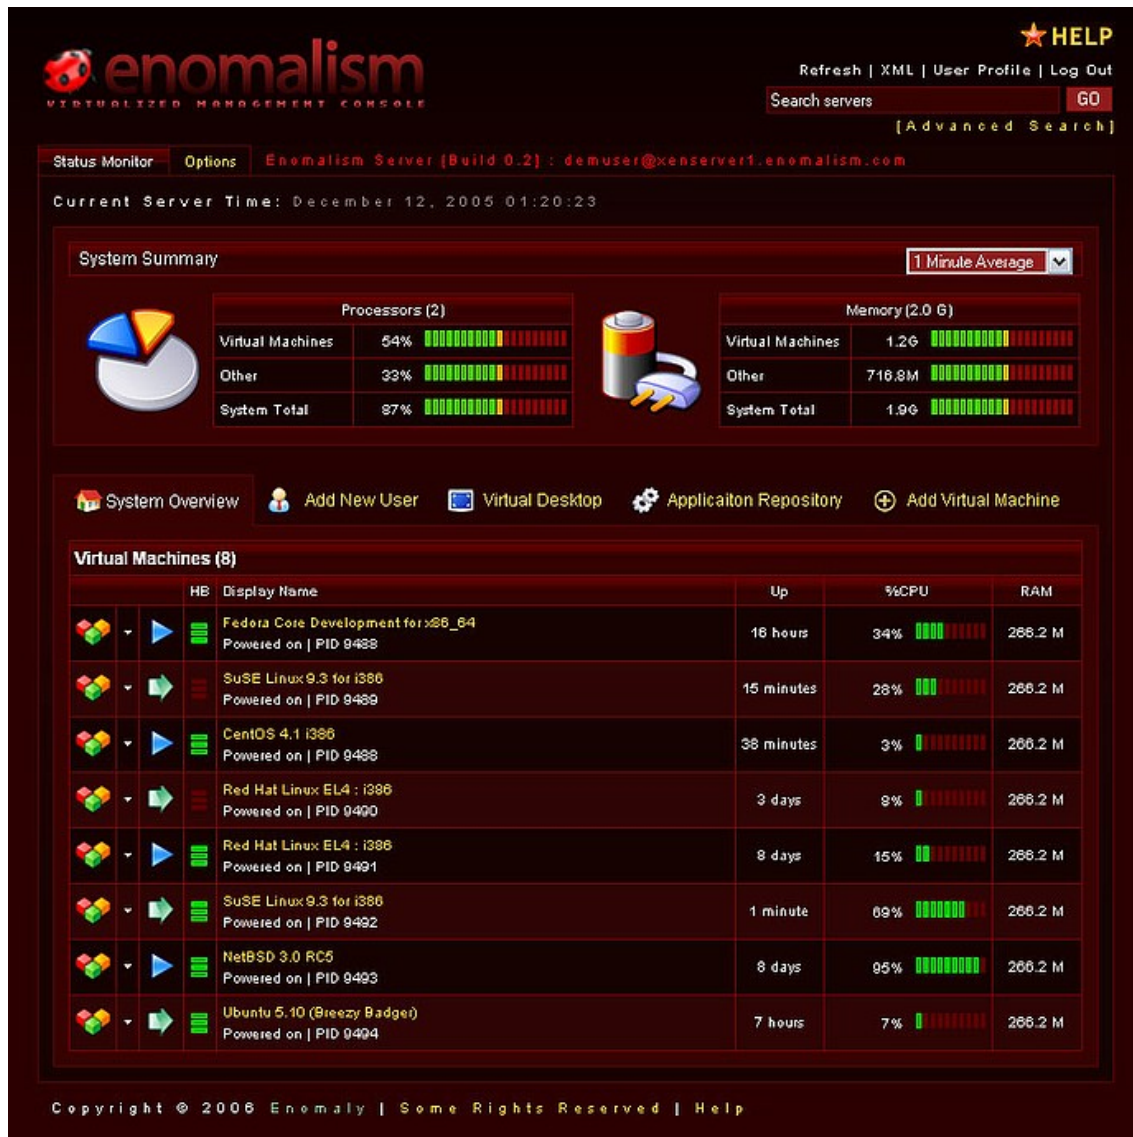 HELP
enomalism
VIRTUALIZED MANAGEMENT CONSOLE
Refresh | XML | User Profile | Log Out
Search servers GO
[Advanced Search]
Status Monitor Options Enomalism Server [Build 0.2] : demuser@xenserver1.enomalism.com
Current Server Time: December 12, 2005 01:20:23
System Summary 1 Minute Average
Processors (2) Memory (2.0 G)
Virtual Machines 54% Virtual Machines 1.2G
Other 33% Other 716.8M
System Total 87% System Total 1.9G
System Overview Add New User Virtual Desktop Applicaiton Repository Add Virtual Machine
Virtual Machines (8)
HB Display Name Up %CPU RAM
Fedora Core Development for x86_64
Powered on | PID 9488 16 hours 34% 266.2 M
SuSE Linux 9.3 for i386
Powered on | PID 9489 15 minutes 28% 266.2 M
CentOS 4.1 i386
Powered on | PID 9488 38 minutes 3% 266.2 M
Red Hat Linux EL4 : i386
Powered on | PID 9490 3 days 8% 266.2 M
Red Hat Linux EL4 : i386
Powered on | PID 9491 8 days 15% 266.2 M
SuSE Linux 9.3 for i386
Powered on | PID 9492 1 minute 69% 266.2 M
NetBSD 3.0 RC5
Powered on | PID 9493 8 days 95% 266.2 M
Ubuntu 5.10 (Breezy Badger)
Powered on | PID 9494 7 hours 7% 266.2 M
Copyright © 2006 Enomaly | Some Rights Reserved | Help